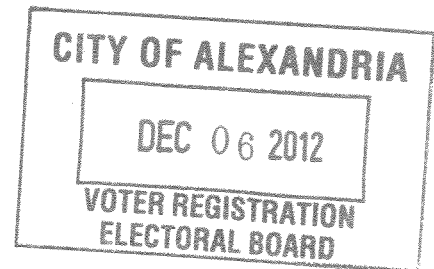 CITY OF ALEXANDRIA
DEC 06 2012
VOTER REGISTRATION
ELECTORAL BOARD